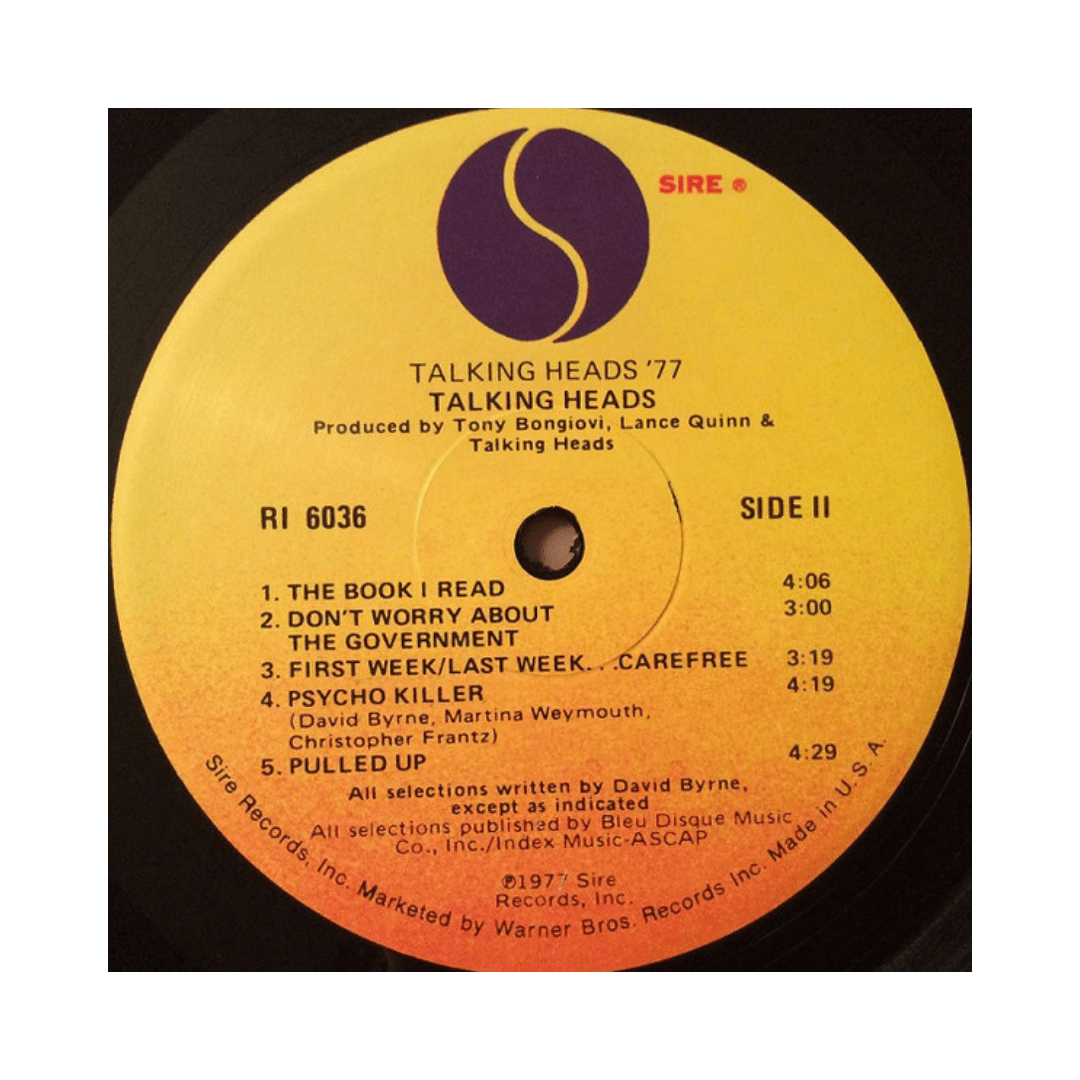 SIRE ®
TALKING HEADS '77
TALKING HEADS
Produced by Tony Bongiovi, Lance Quinn &
Talking Heads
RI 6036
SIDE II
1. THE BOOK I READ 4:06
2. DON'T WORRY ABOUT 3:00
THE GOVERNMENT
3. FIRST WEEK/LAST WEEK. . .CAREFREE 3:19
4. PSYCHO KILLER 4:19
(David Byrne, Martina Weymouth,
Christopher Frantz)
5. PULLED UP 4:29
All selections written by David Byrne,
except as indicated
All selections published by Bleu Disque Music
Co., Inc./Index Music-ASCAP
℗1977 Sire
Records, Inc.
Sire Records, Inc. Marketed by Warner Bros. Records Inc. Made in U. S. A.